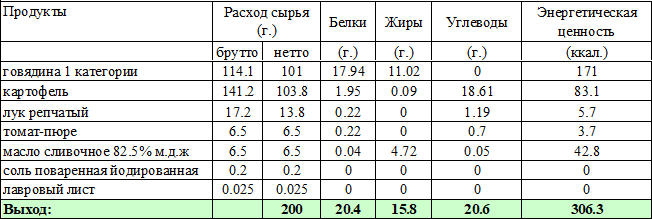 Продукты Расход сырья (г.) Белки Жиры Углеводы Энергетическая ценность
брутто нетто (г.) (г.) (г.) (ккал.)
говядина 1 категории 114.1 101 17.94 11.02 0 171
картофель 141.2 103.8 1.95 0.09 18.61 83.1
лук репчатый 17.2 13.8 0.22 0 1.19 5.7
томат-пюре 6.5 6.5 0.22 0 0.7 3.7
масло сливочное 82.5% м.д.ж 6.5 6.5 0.04 4.72 0.05 42.8
соль поваренная йодированная 0.2 0.2 0 0 0 0
лавровый лист 0.025 0.025 0 0 0 0
Выход: 200 20.4 15.8 20.6 306.3